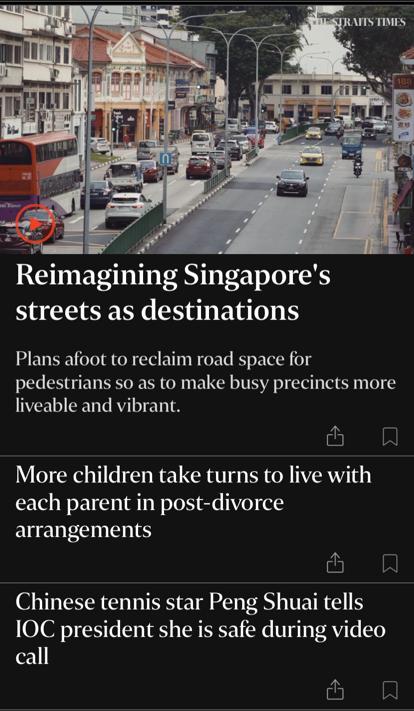 THE STRAITS TIMES
Reimagining Singapore's
streets as destinations
Plans afoot to reclaim road space for
pedestrians so as to make busy precincts more
liveable and vibrant.
More children take turns to live with
each parent in post-divorce
arrangements
Chinese tennis star Peng Shuai tells
IOC president she is safe during video
call